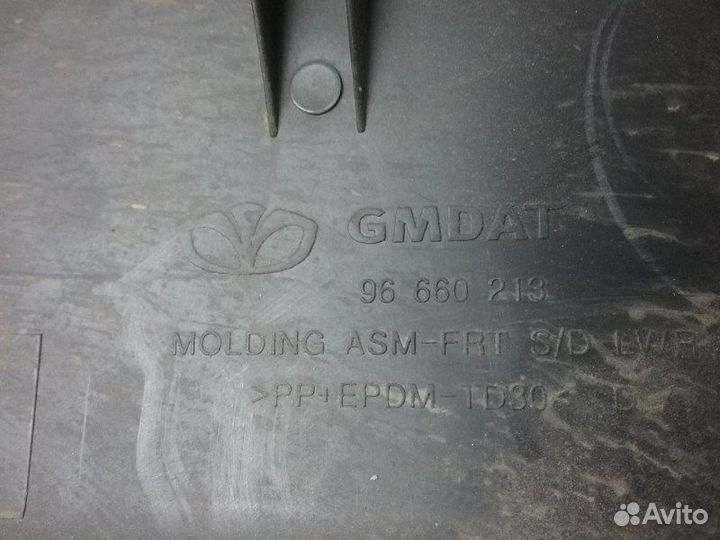 GMDAT
96 660 213
MOLDING ASM-FRT S/D LWR
>PP+EPDM-TD30<
Avito